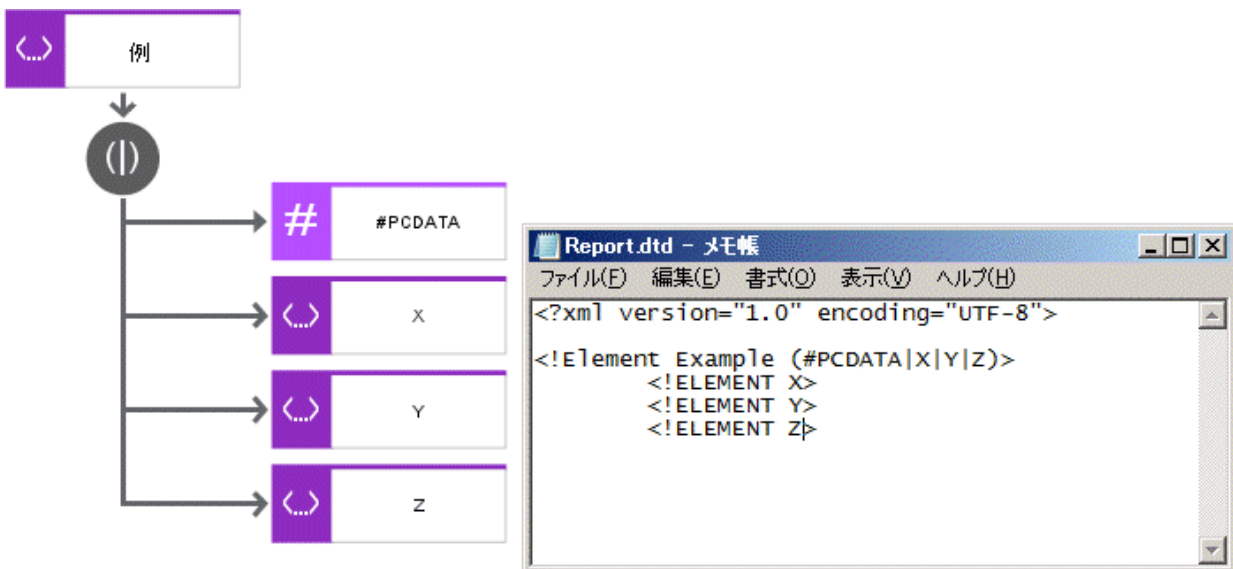 例
#PCDATA
X
Y
Z
Report.dtd - メモ帳
ファイル(F) 編集(E) 書式(O) 表示(V) ヘルプ(H)
<?xml version="1.0" encoding="UTF-8">
<!Element Example (#PCDATA|X|Y|Z)>
<!ELEMENT X>
<!ELEMENT Y>
<!ELEMENT Z>